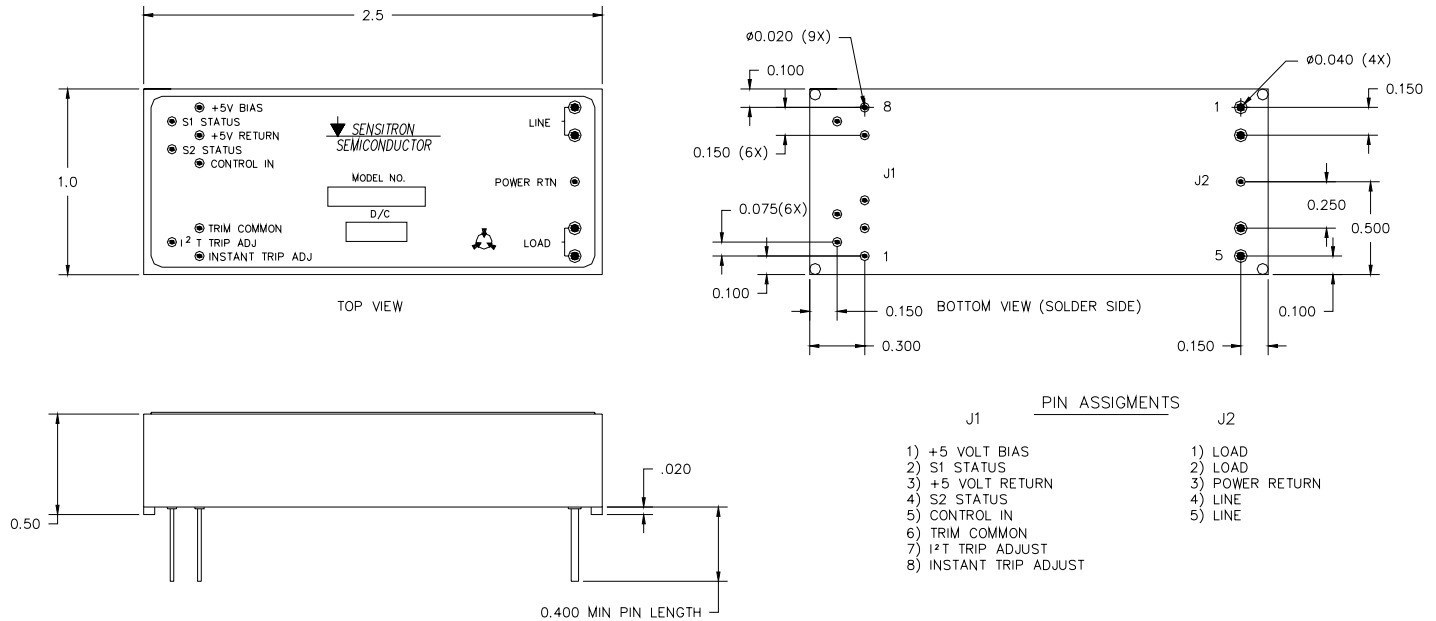 2.5
1.0
+5V BIAS
S1 STATUS
+5V RETURN
S2 STATUS
CONTROL IN
TRIM COMMON
I² T TRIP ADJ
INSTANT TRIP ADJ
SENSITRON
SEMICONDUCTOR
MODEL NO.
D/C
LINE
POWER RTN
LOAD
TOP VIEW
ø0.020 (9X)
0.100
8
0.150 (6X)
J1
0.075(6X)
1
0.100
0.150
0.300
BOTTOM VIEW (SOLDER SIDE)
ø0.040 (4X)
0.150
1
J2
0.250
0.500
5
0.100
0.150
0.50
.020
0.400 MIN PIN LENGTH
PIN ASSIGMENTS
J1
1) +5 VOLT BIAS
2) S1 STATUS
3) +5 VOLT RETURN
4) S2 STATUS
5) CONTROL IN
6) TRIM COMMON
7) I²T TRIP ADJUST
8) INSTANT TRIP ADJUST
J2
1) LOAD
2) LOAD
3) POWER RETURN
4) LINE
5) LINE